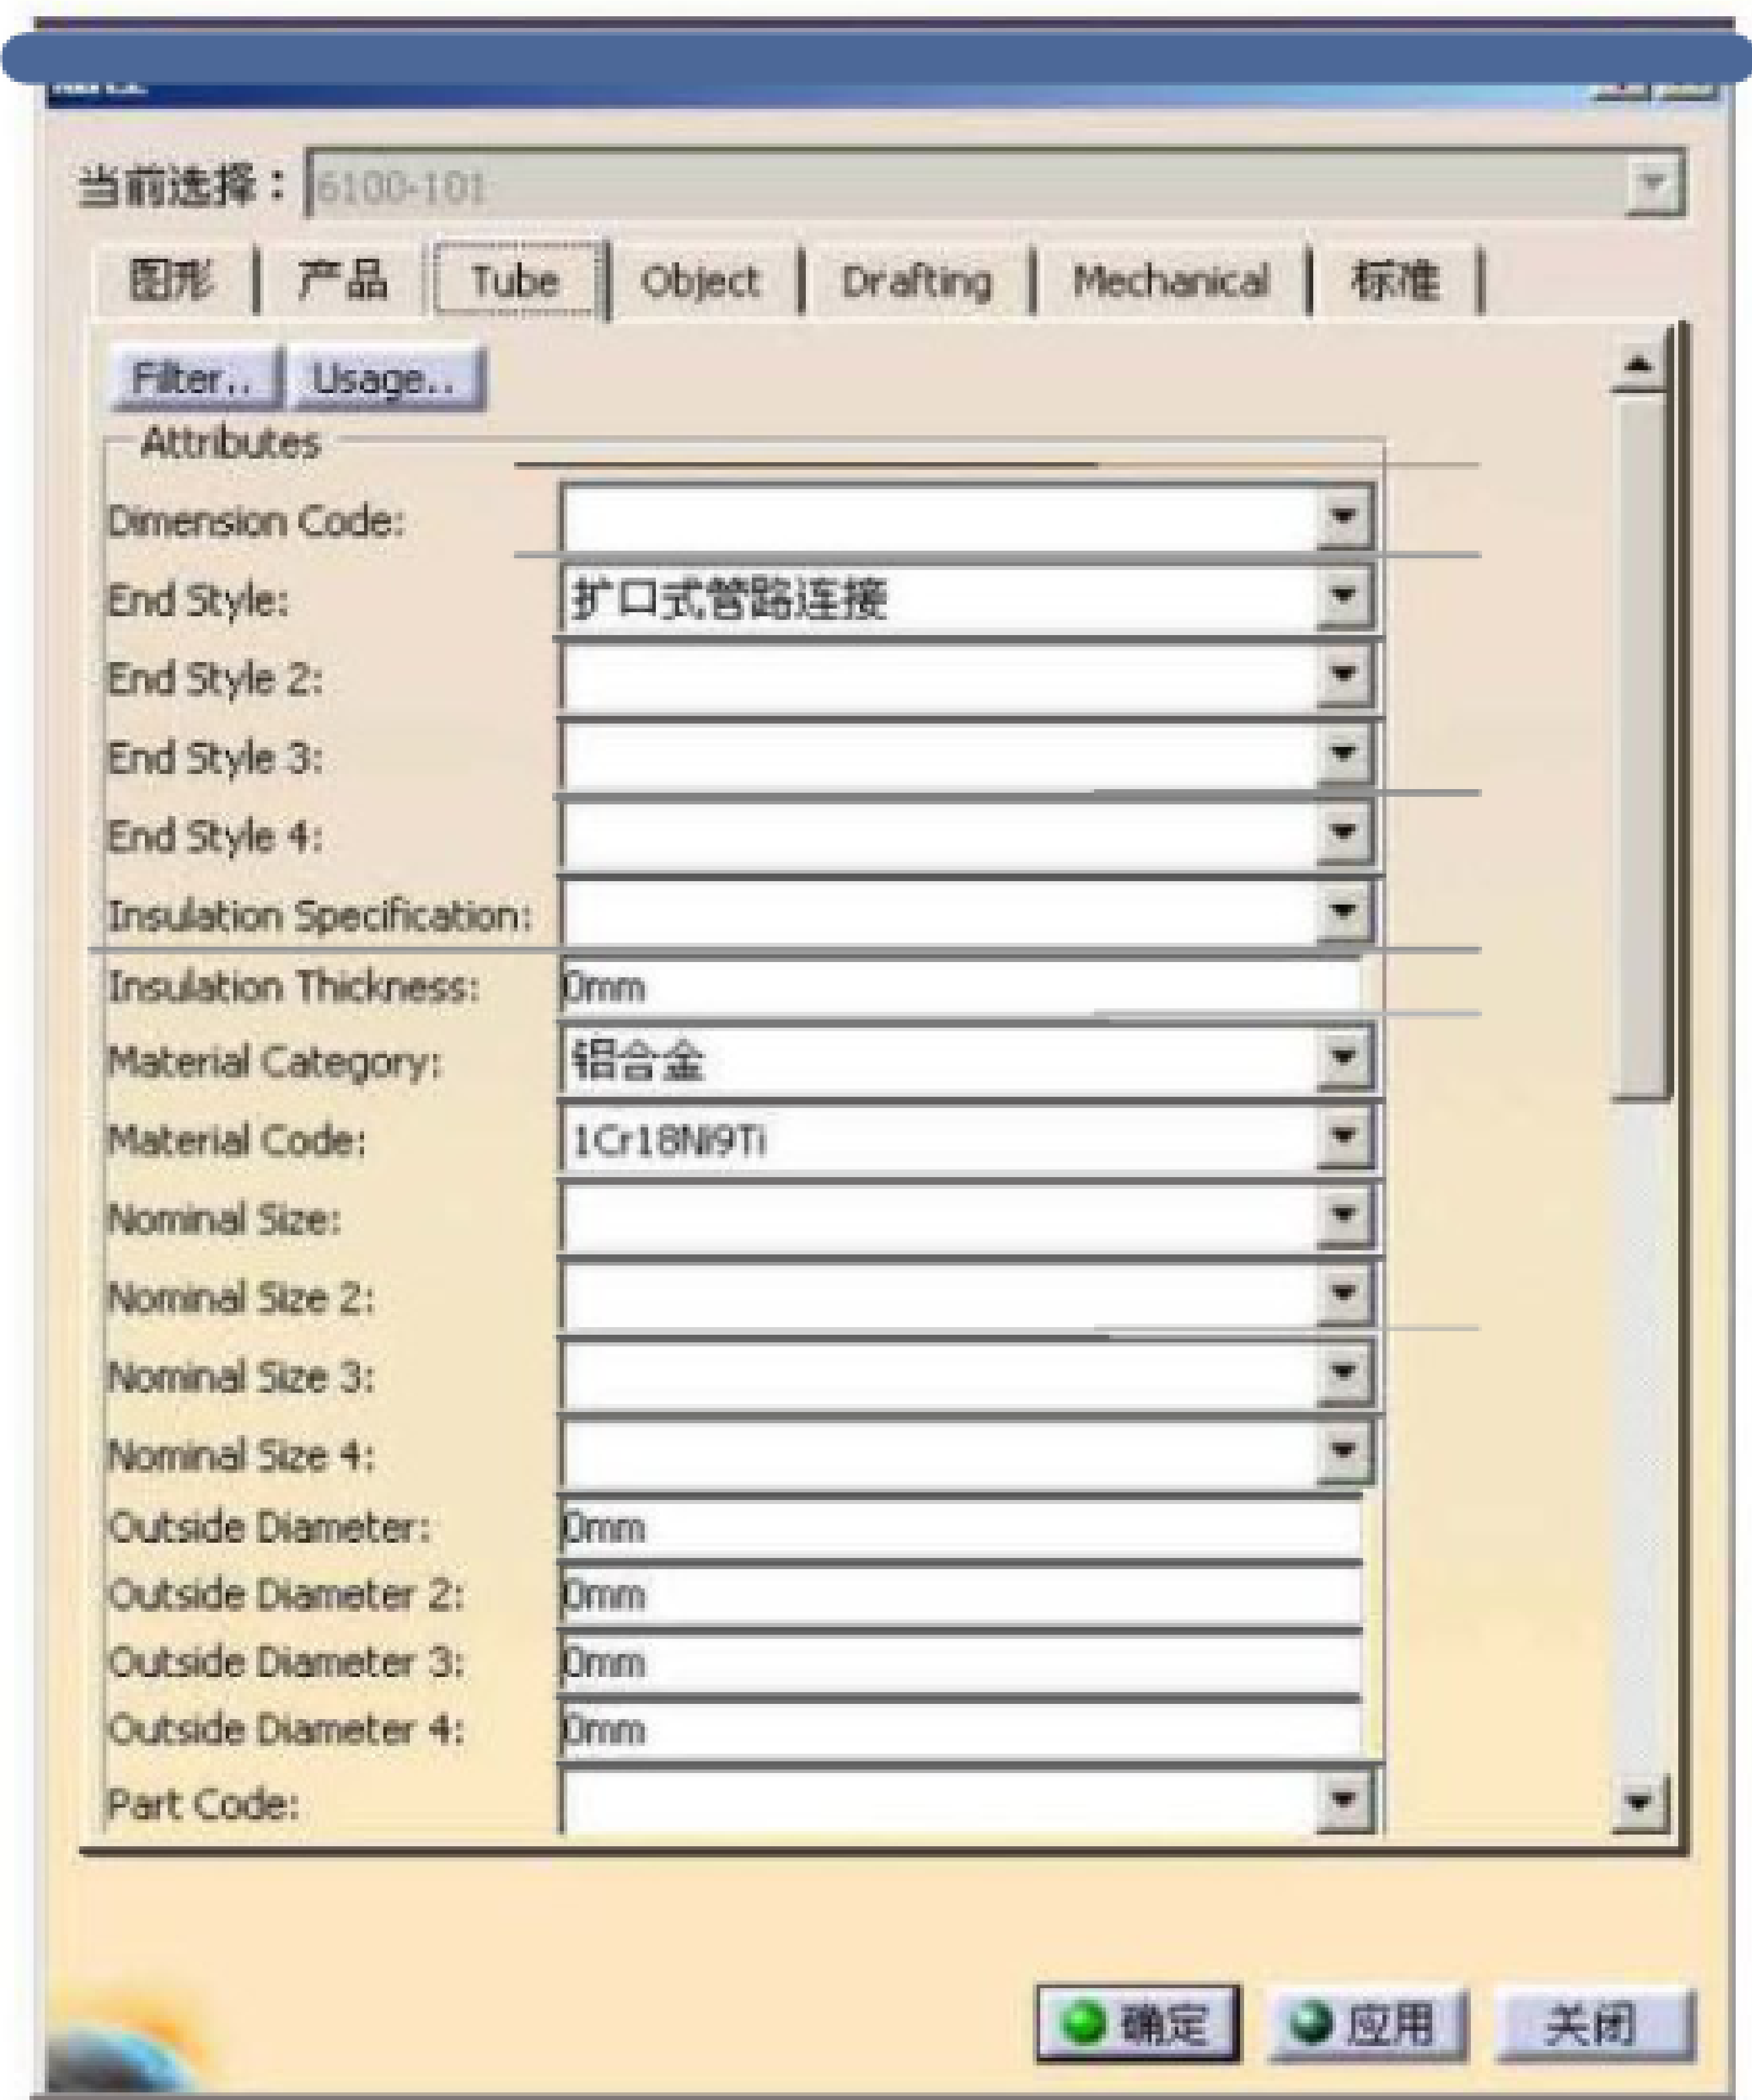 当前选择： 6100-101
图形 产品 Tube Object Drafting Mechanical 标准
Filter.. Usage..
Attributes
Dimension Code:
End Style: 扩口式管路连接
End Style 2:
End Style 3:
End Style 4:
Insulation Specification:
Insulation Thickness: 0mm
Material Category: 铝合金
Material Code: 1Cr18Ni9Ti
Nominal Size:
Nominal Size 2:
Nominal Size 3:
Nominal Size 4:
Outside Diameter: 0mm
Outside Diameter 2: 0mm
Outside Diameter 3: 0mm
Outside Diameter 4: 0mm
Part Code:
确定 应用 关闭